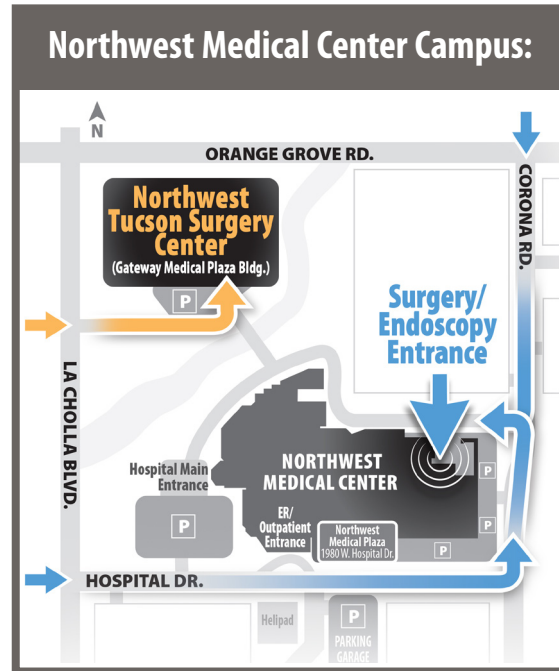 Northwest Medical Center Campus:
N
ORANGE GROVE RD.
CORONA RD.
Northwest
Tucson Surgery
Center
(Gateway Medical Plaza Bldg.)
P
Surgery/
Endoscopy
Entrance
LA CHOLLA BLVD.
Hospital Main
Entrance
NORTHWEST
MEDICAL CENTER
P
P
ER/
Outpatient
Entrance
Northwest
Medical Plaza
1980 W. Hospital Dr.
P
P
HOSPITAL DR.
Helipad
P
PARKING
GARAGE